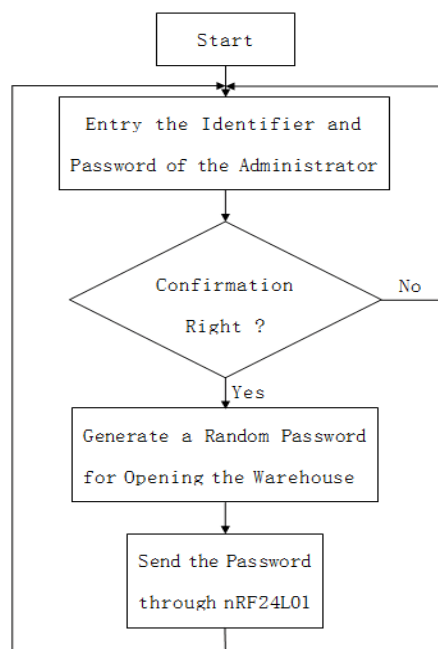 Start
Entry the Identifier and
Password of the Administrator
Confirmation
Right ?
No
Yes
Generate a Random Password
for Opening the Warehouse
Send the Password
through nRF24L01